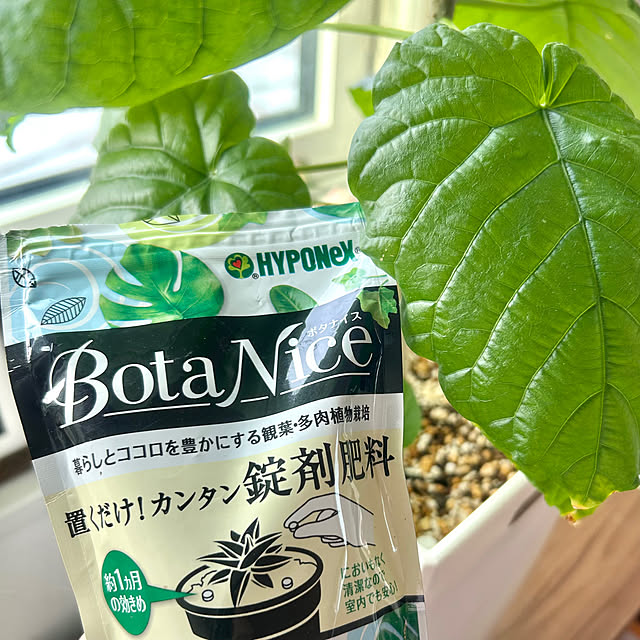 HYPONeX®
ボタナイス
BotaNice
暮らしとココロを豊かにする観葉・多肉植物栽培
置くだけ!カンタン錠剤肥料
約1ヵ月
の効きめ
においもなく
清潔なので
室内でも安心!